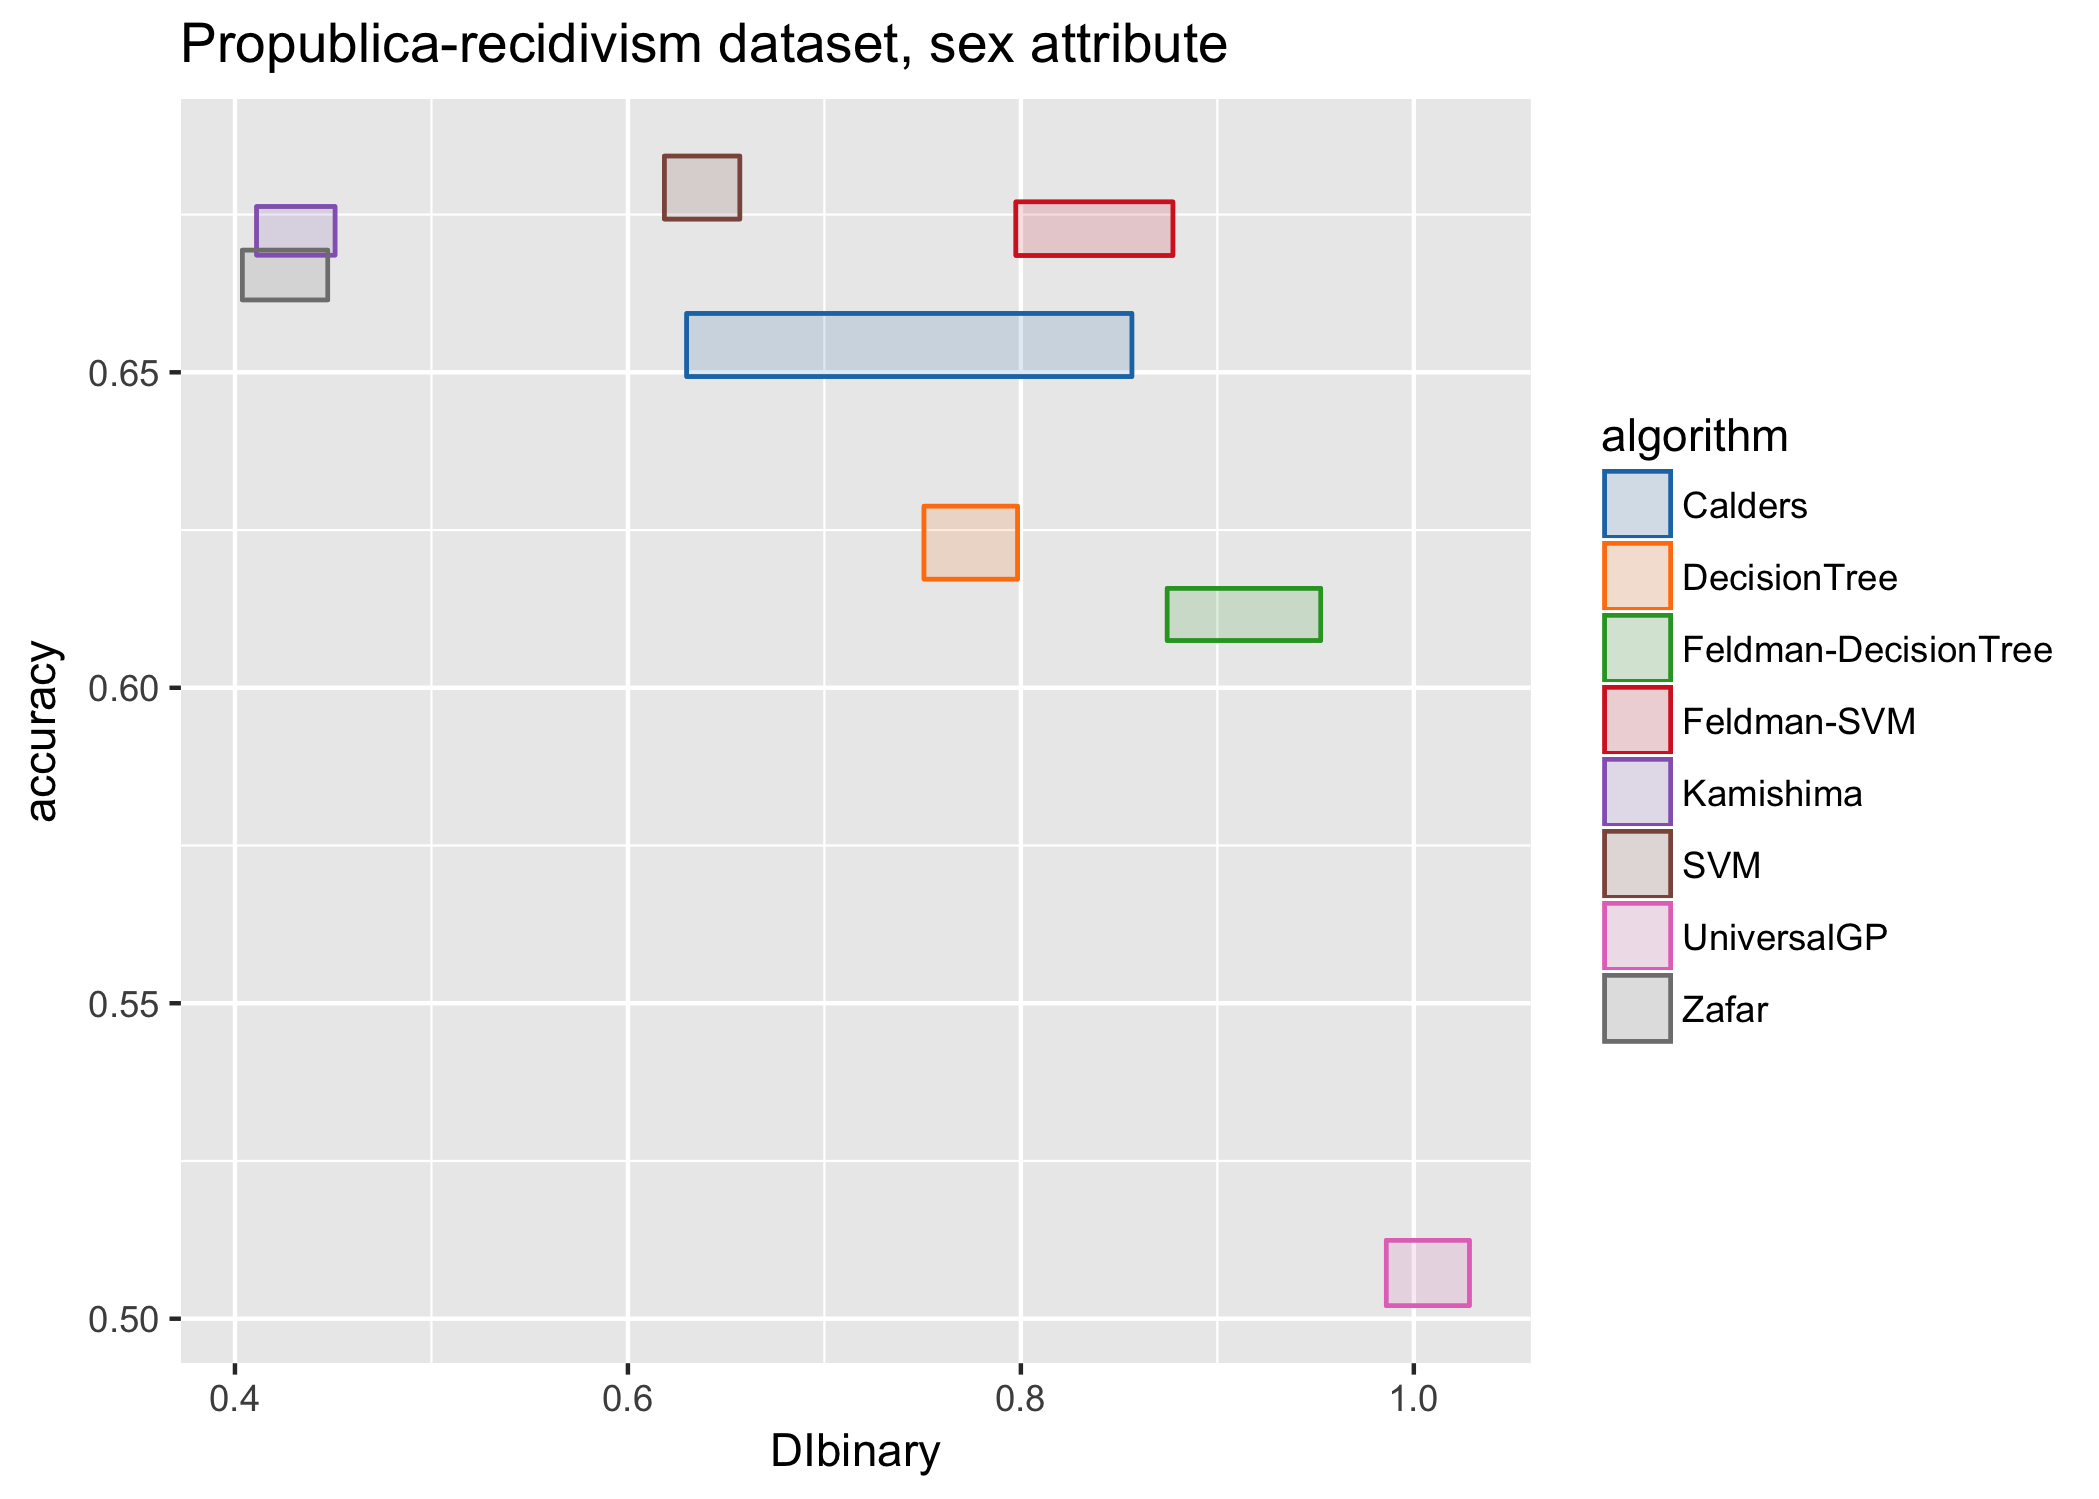 Propublica-recidivism dataset, sex attribute
accuracy
0.65
0.60
0.55
0.50
0.4
0.6
0.8
1.0
DIbinary
algorithm
Calders
DecisionTree
Feldman-DecisionTree
Feldman-SVM
Kamishima
SVM
UniversalGP
Zafar